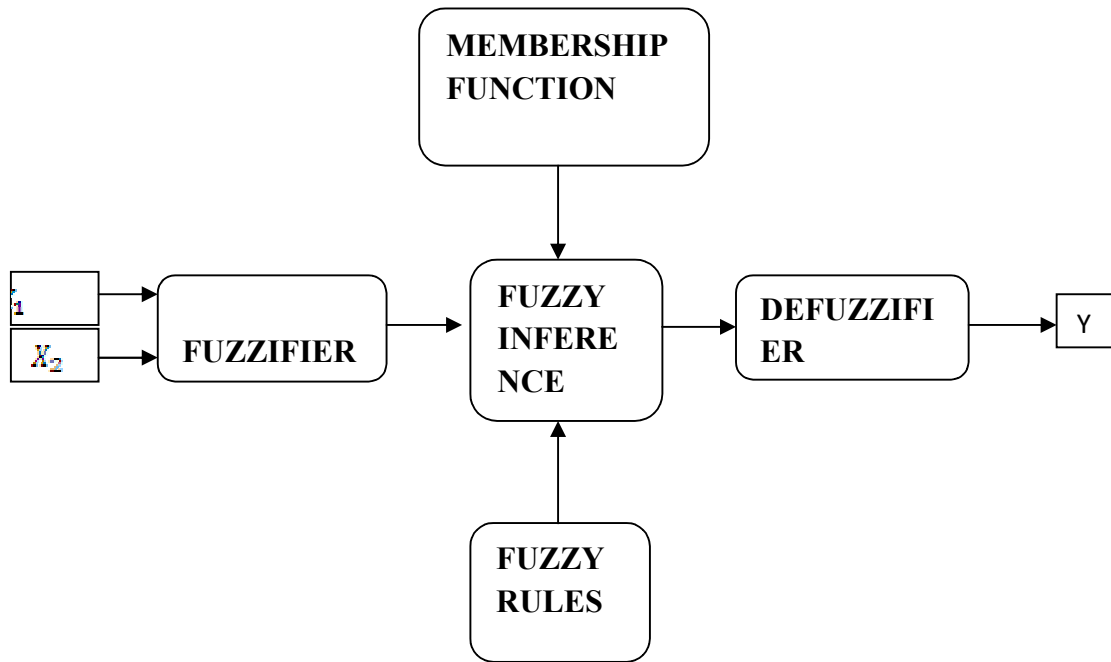 MEMBERSHIP
FUNCTION
FUZZIFIER
X₂
FUZZY
INFERE
NCE
DEFUZZIFI
ER
Y
FUZZY
RULES